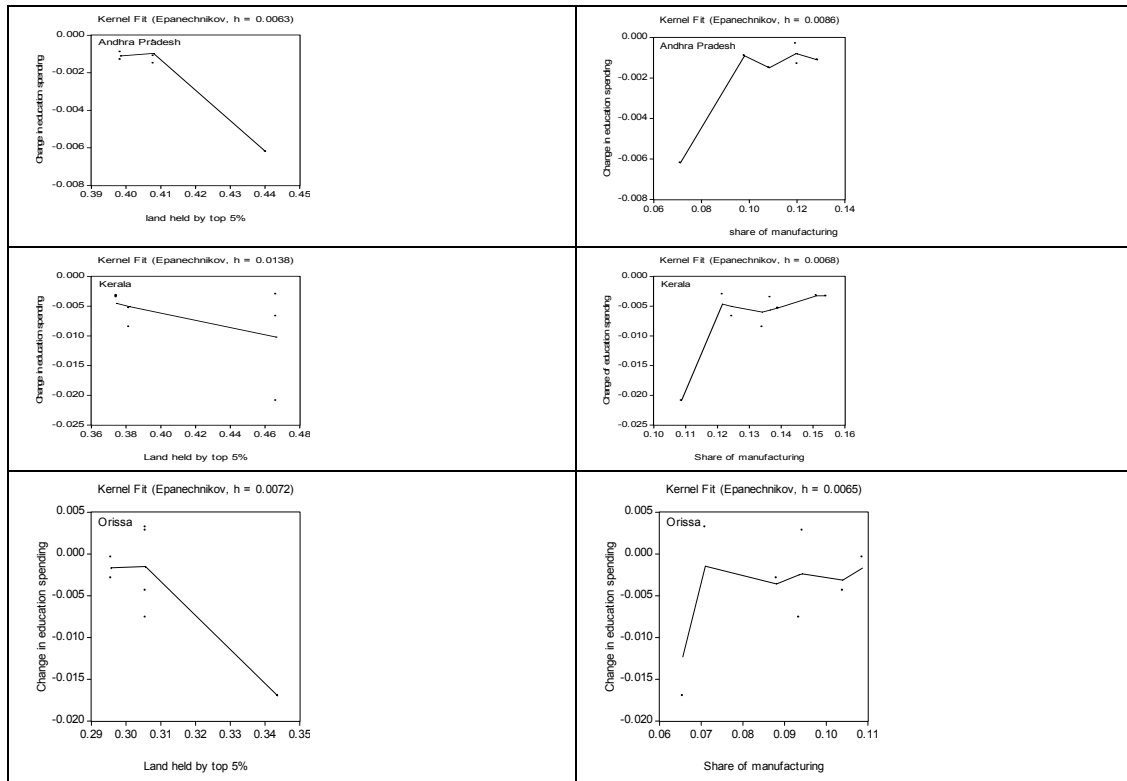 Kernel Fit (Epanechnikov, h = 0.0063)
Andhra Pradesh
Change in education spending
0.000
-0.002
-0.004
-0.006
-0.008
0.39 0.40 0.41 0.42 0.43 0.44 0.45
land held by top 5%
Kernel Fit (Epanechnikov, h = 0.0086)
Andhra Pradesh
Change in education spending
0.000
-0.002
-0.004
-0.006
-0.008
0.06 0.08 0.10 0.12 0.14
share of manufacturing
Kernel Fit (Epanechnikov, h = 0.0138)
Kerala
Change in education spending
0.000
-0.005
-0.010
-0.015
-0.020
-0.025
0.36 0.38 0.40 0.42 0.44 0.46 0.48
Land held by top 5%
Kernel Fit (Epanechnikov, h = 0.0068)
Kerala
Change of education spending
0.000
-0.005
-0.010
-0.015
-0.020
-0.025
0.10 0.11 0.12 0.13 0.14 0.15 0.16
Share of manufacturing
Kernel Fit (Epanechnikov, h = 0.0072)
Orissa
Change in education spending
0.005
0.000
-0.005
-0.010
-0.015
-0.020
0.29 0.30 0.31 0.32 0.33 0.34 0.35
Land held by top 5%
Kernel Fit (Epanechnikov, h = 0.0065)
Orissa
Change in education spending
0.005
0.000
-0.005
-0.010
-0.015
-0.020
0.06 0.07 0.08 0.09 0.10 0.11
Share of manufacturing